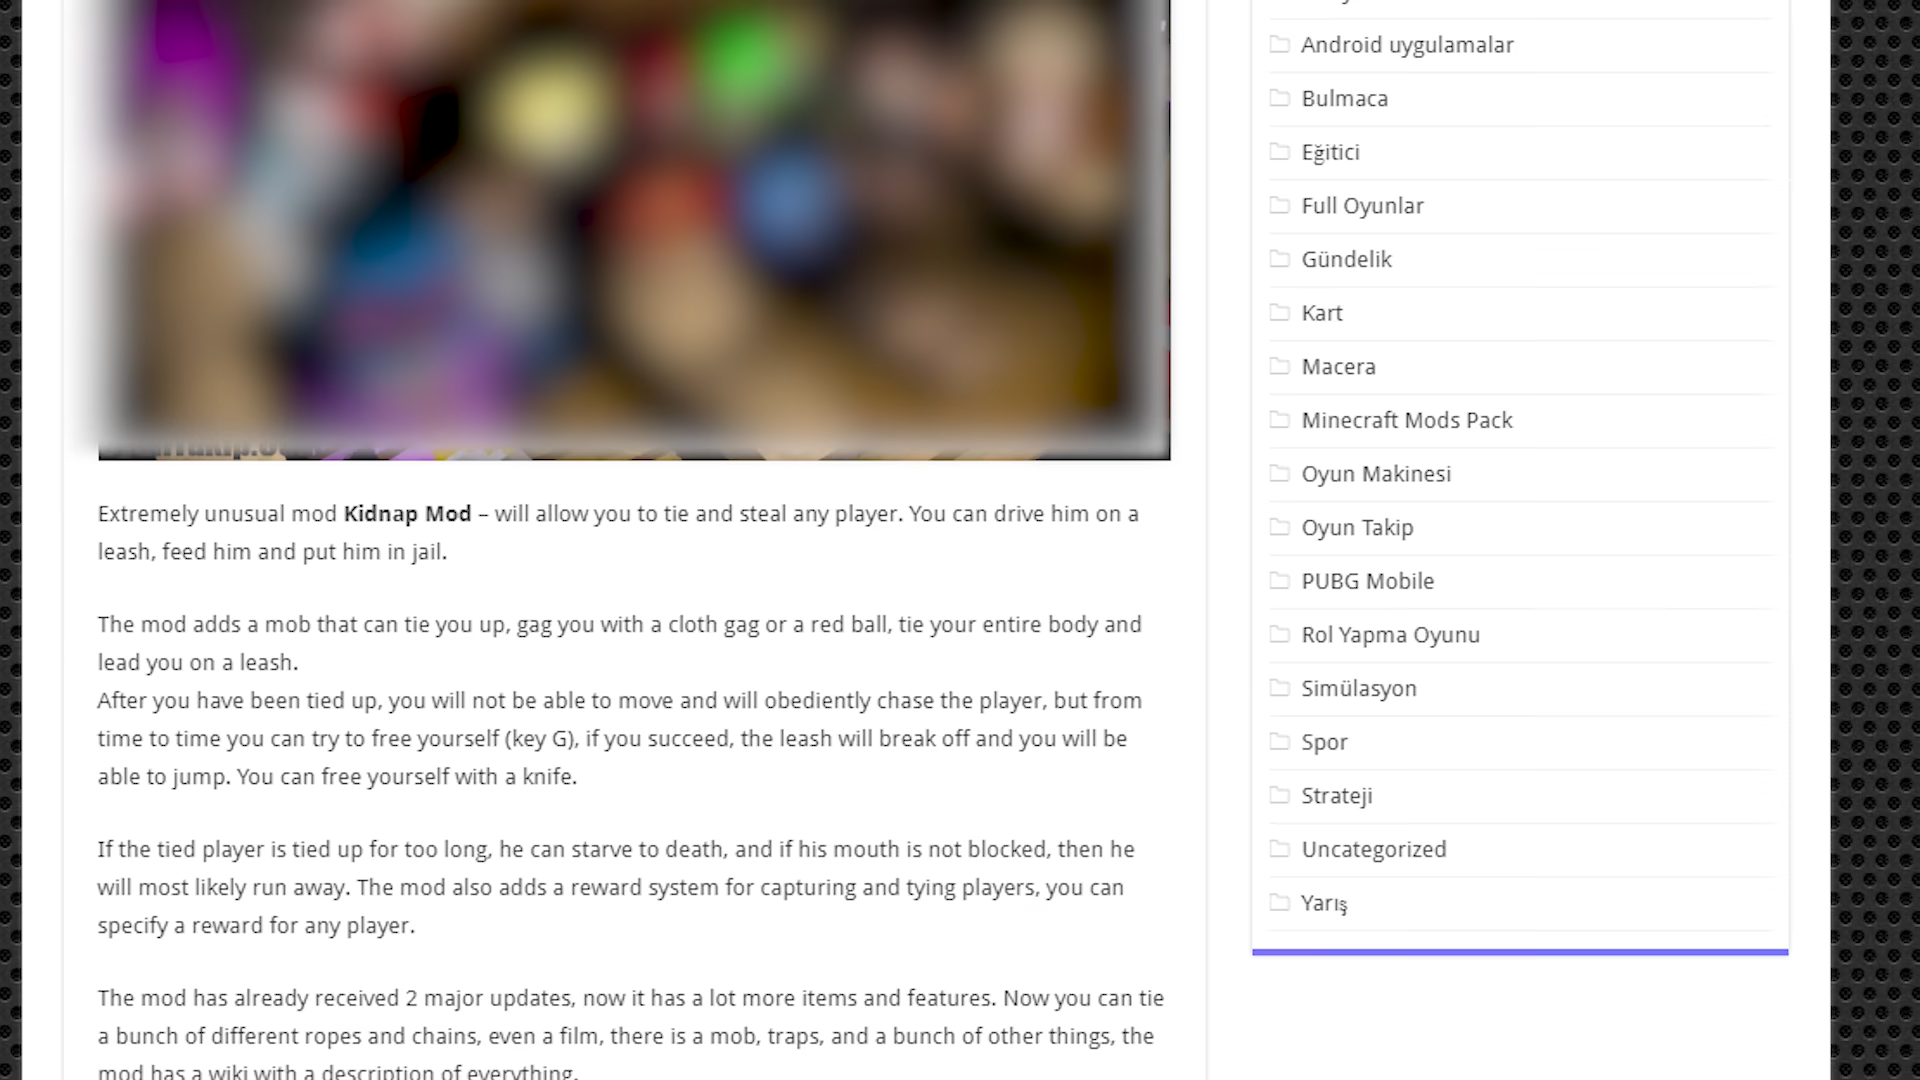 Extremely unusual mod Kidnap Mod – will allow you to tie and steal any player. You can drive him on a
leash, feed him and put him in jail.
The mod adds a mob that can tie you up, gag you with a cloth gag or a red ball, tie your entire body and
lead you on a leash.
After you have been tied up, you will not be able to move and will obediently chase the player, but from
time to time you can try to free yourself (key G), if you succeed, the leash will break off and you will be
able to jump. You can free yourself with a knife.
If the tied player is tied up for too long, he can starve to death, and if his mouth is not blocked, then he
will most likely run away. The mod also adds a reward system for capturing and tying players, you can
specify a reward for any player.
The mod has already received 2 major updates, now it has a lot more items and features. Now you can tie
a bunch of different ropes and chains, even a film, there is a mob, traps, and a bunch of other things, the
mod has a wiki with a description of everything.
Android uygulamalar
Bulmaca
Eğitici
Full Oyunlar
Gündelik
Kart
Macera
Minecraft Mods Pack
Oyun Makinesi
Oyun Takip
PUBG Mobile
Rol Yapma Oyunu
Simülasyon
Spor
Strateji
Uncategorized
Yarış